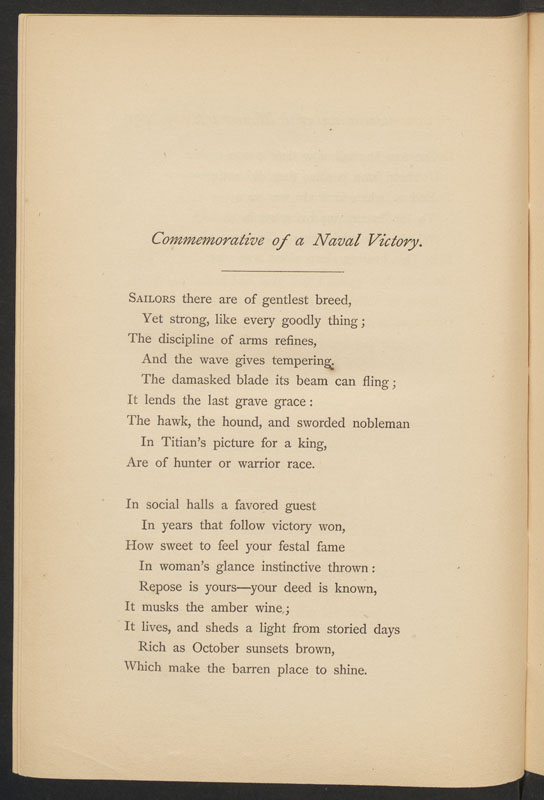 Commemorative of a Naval Victory.
SAILORS there are of gentlest breed,
Yet strong, like every goodly thing;
The discipline of arms refines,
And the wave gives tempering.
The damasked blade its beam can fling;
It lends the last grave grace:
The hawk, the hound, and sworded nobleman
In Titian's picture for a king,
Are of hunter or warrior race.
In social halls a favored guest
In years that follow victory won,
How sweet to feel your festal fame
In woman's glance instinctive thrown:
Repose is yours—your deed is known,
It musks the amber wine;
It lives, and sheds a light from storied days
Rich as October sunsets brown,
Which make the barren place to shine.